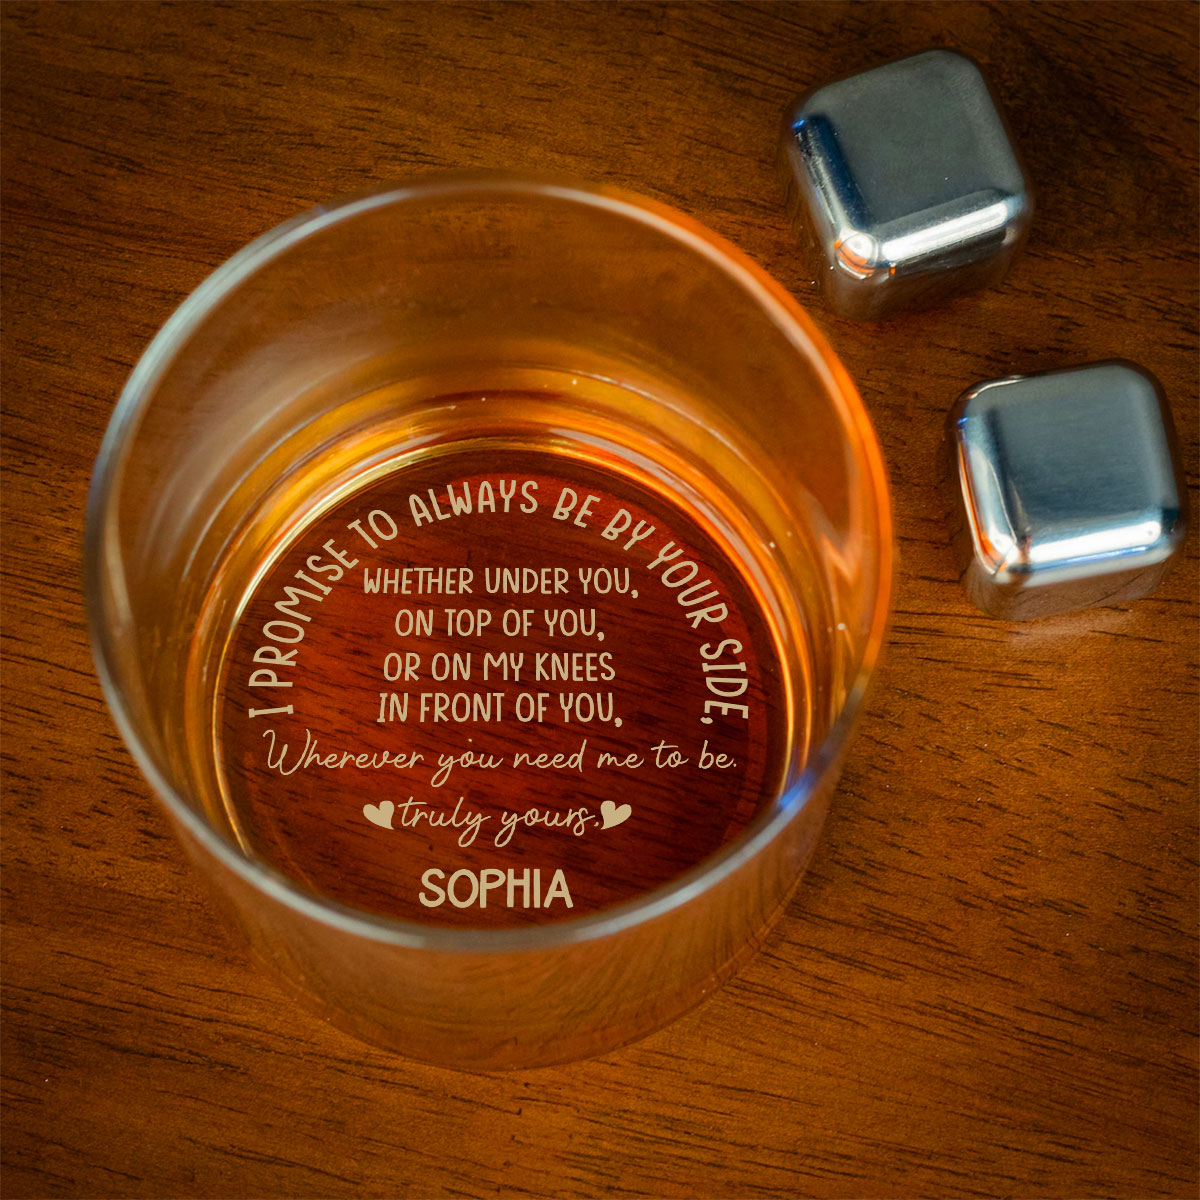 I PROMISE TO ALWAYS BE BY YOUR SIDE,
WHETHER UNDER YOU,
ON TOP OF YOU,
OR ON MY KNEES
IN FRONT OF YOU,
Wherever you need me to be.
truly yours.
SOPHIA